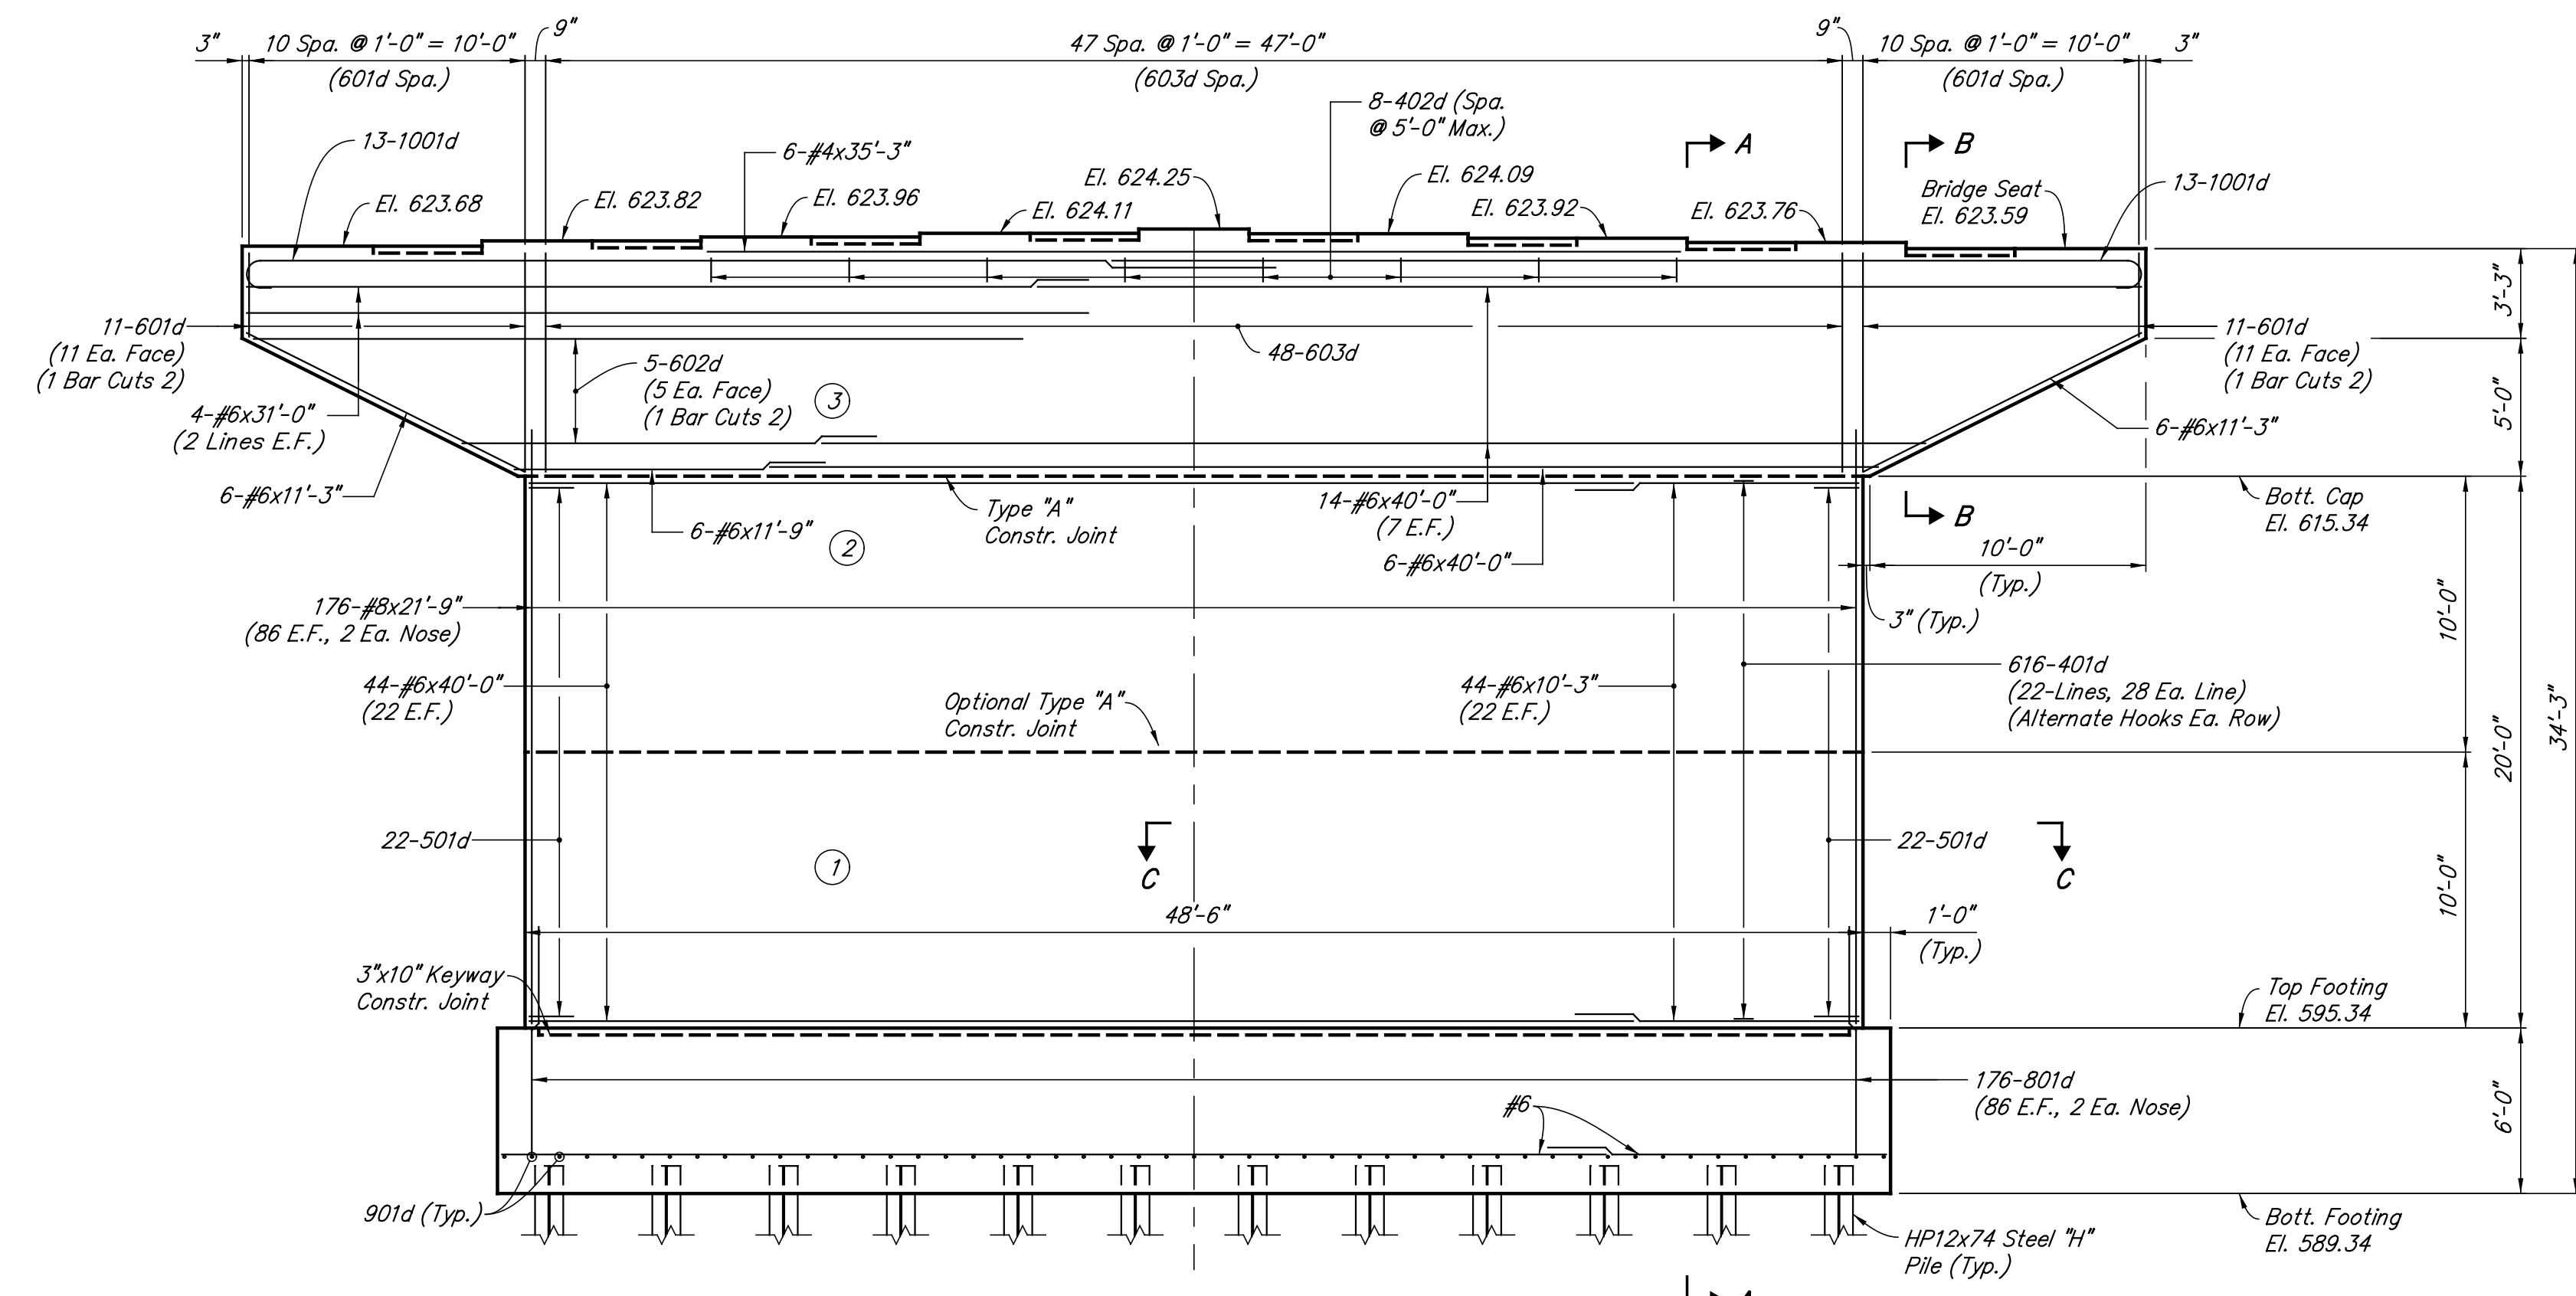 3" 10 Spa. @ 1'-0" = 10'-0" 9" 47 Spa. @ 1'-0" = 47'-0" 9" 10 Spa. @ 1'-0" = 10'-0" 3"
(601d Spa.) (603d Spa.) (601d Spa.)
8-402d (Spa.
@ 5'-0" Max.)
13-1001d
6-#4x35'-3"
A
B
El. 623.68
El. 623.82
El. 623.96
El. 624.11
El. 624.25
El. 624.09
El. 623.92
El. 623.76
Bridge Seat
El. 623.59
13-1001d
11-601d
(11 Ea. Face)
(1 Bar Cuts 2)
4-#6x31'-0"
(2 Lines E.F.)
6-#6x11'-3"
5-602d
(5 Ea. Face)
(1 Bar Cuts 2)
3
48-603d
11-601d
(11 Ea. Face)
(1 Bar Cuts 2)
6-#6x11'-3"
3'-3"
5'-0"
6-#6x11'-9"
2
Type "A"
Constr. Joint
14-#6x40'-0"
(7 E.F.)
6-#6x40'-0"
B
Bott. Cap
El. 615.34
10'-0"
(Typ.)
3" (Typ.)
176-#8x21'-9"
(86 E.F., 2 Ea. Nose)
44-#6x40'-0"
(22 E.F.)
Optional Type "A"
Constr. Joint
44-#6x10'-3"
(22 E.F.)
616-401d
(22-Lines, 28 Ea. Line)
(Alternate Hooks Ea. Row)
10'-0"
20'-0"
34'-3"
22-501d
1
C
22-501d
C
10'-0"
48'-6"
1'-0"
(Typ.)
3"x10" Keyway
Constr. Joint
Top Footing
El. 595.34
176-801d
(86 E.F., 2 Ea. Nose)
#6
6'-0"
901d (Typ.)
HP12x74 Steel "H"
Pile (Typ.)
Bott. Footing
El. 589.34